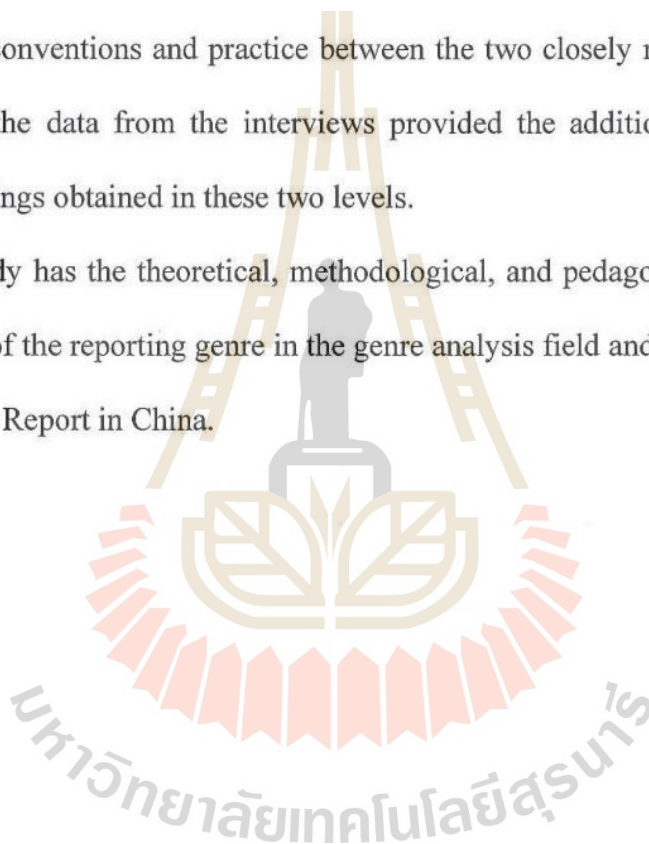 onventions and practice between the two closely
he data from the interviews provided the
ngs obtained in these two levels.
has the theoretical, methodological, and
of the reporting genre in the genre analysis field and
Report in China.
มหาวิทยาลัยเทคโนโลยีสุรนารี